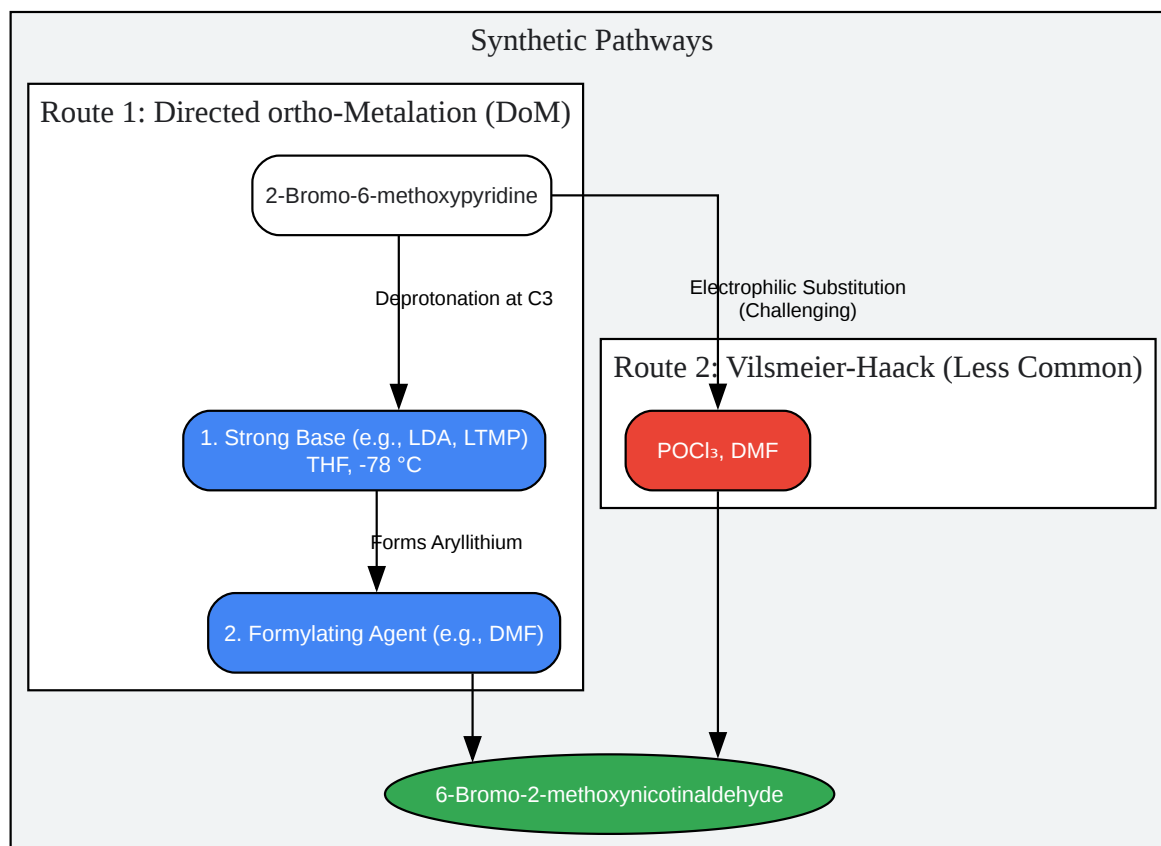 Synthetic Pathways
Route 1: Directed ortho-Metalation (DoM)
2-Bromo-6-methoxypyridine
Deprotonation at C3
Electrophilic Substitution
(Challenging)
Route 2: Vilsmeier-Haack (Less Common)
1. Strong Base (e.g., LDA, LTMP)
THF, -78 °C
POCl₃, DMF
Forms Aryllithium
2. Formylating Agent (e.g., DMF)
6-Bromo-2-methoxynicotinaldehyde